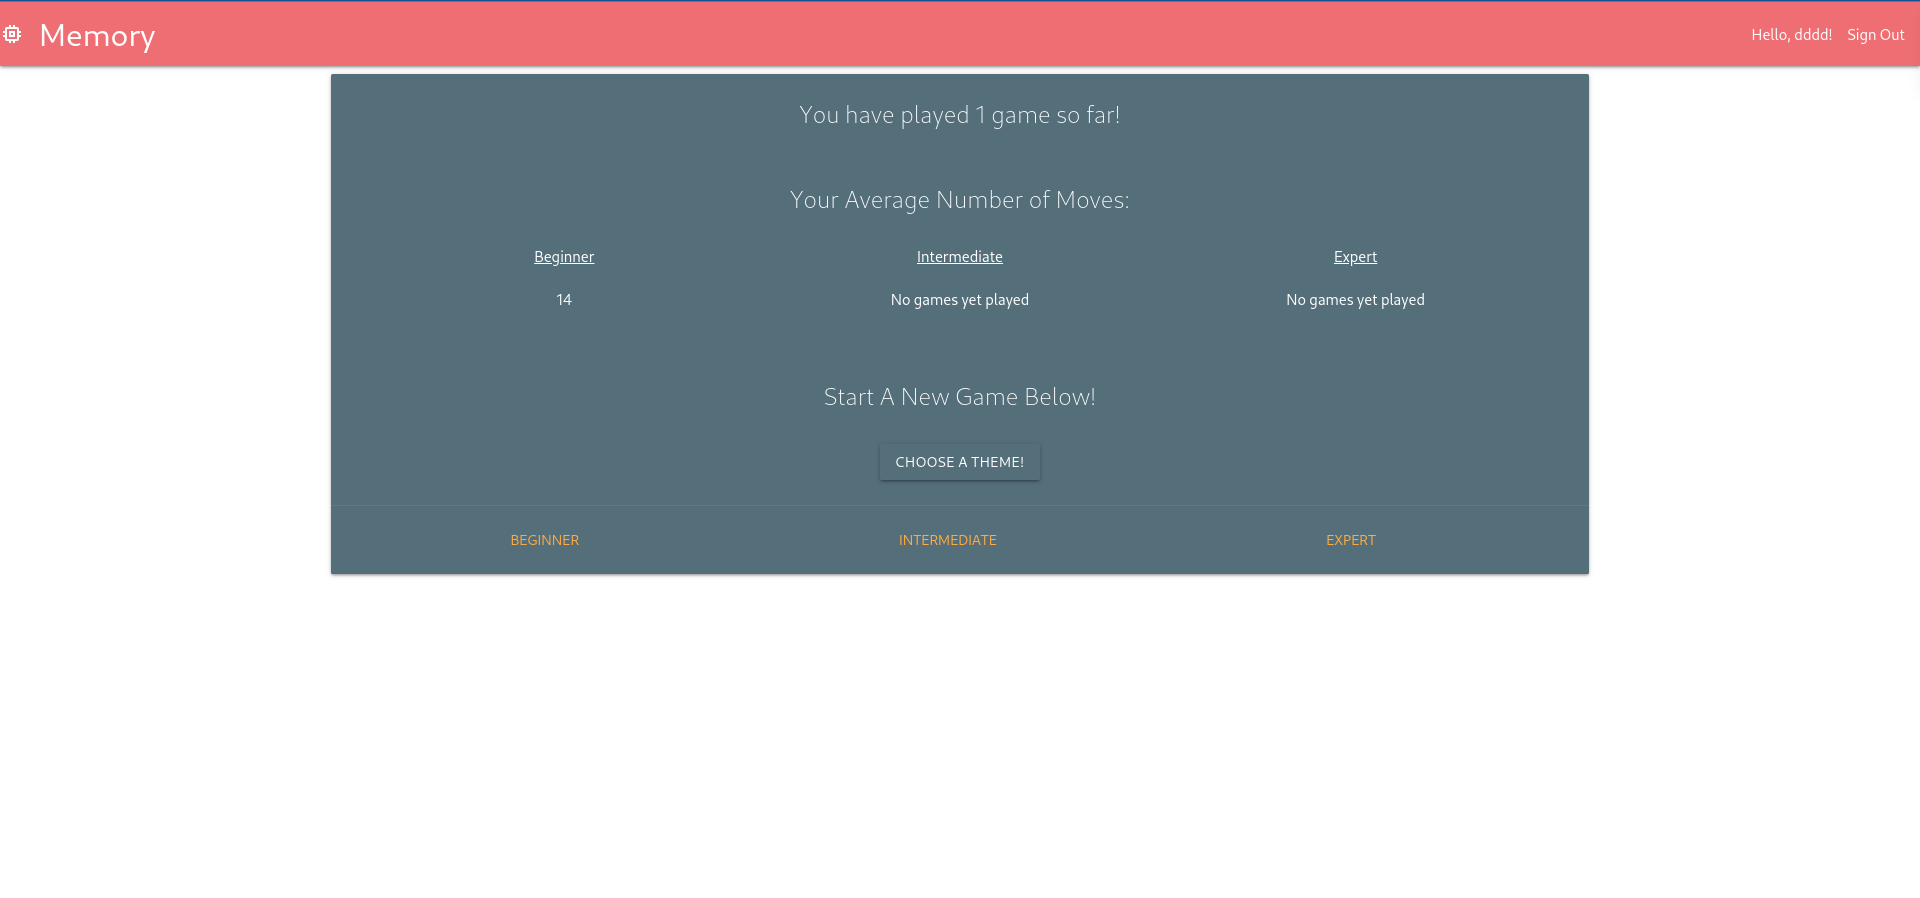 Memory
Hello, dddd! Sign Out
You have played 1 game so far!
Your Average Number of Moves:
Beginner Intermediate Expert
14 No games yet played No games yet played
Start A New Game Below!
CHOOSE A THEME!
BEGINNER INTERMEDIATE EXPERT